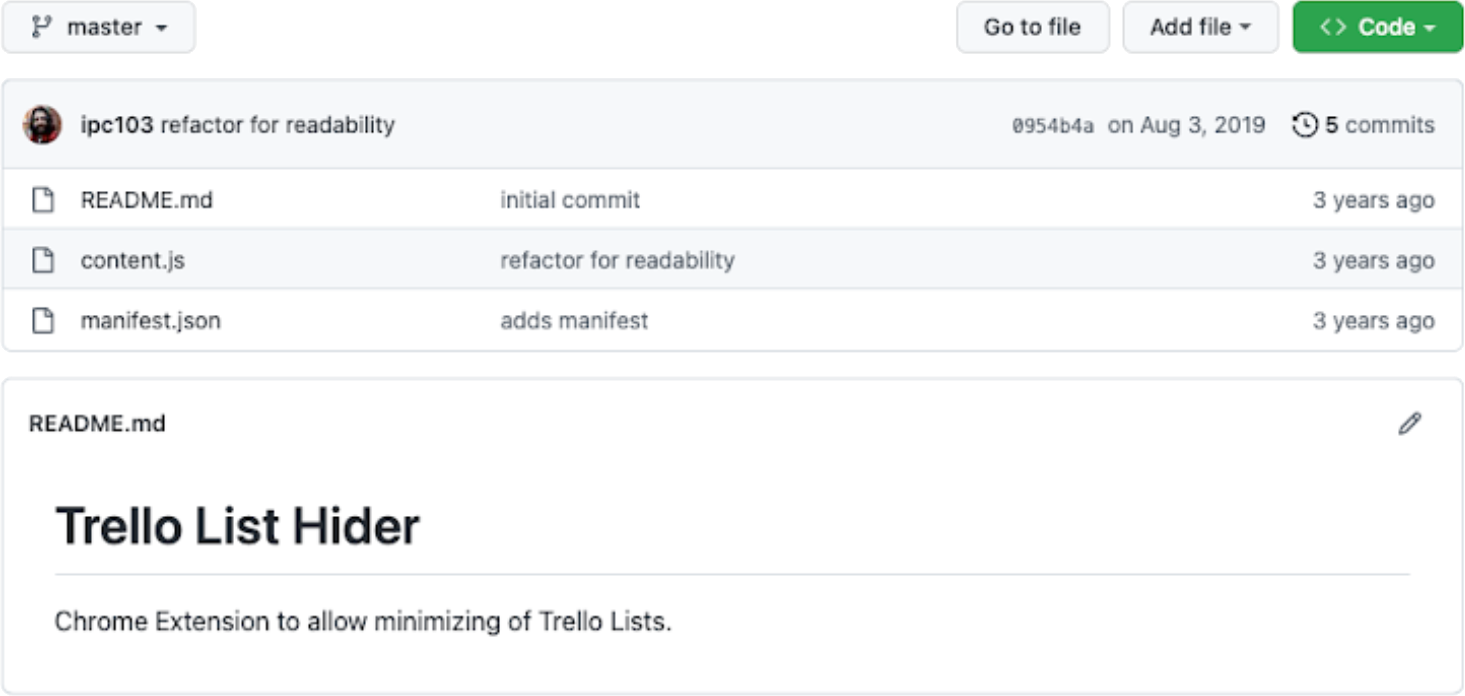 master
Go to file
Add file
Code
ipc103 refactor for readability
0954b4a on Aug 3, 2019
5 commits
README.md
initial commit
3 years ago
content.js
refactor for readability
3 years ago
manifest.json
adds manifest
3 years ago
README.md
Trello List Hider
Chrome Extension to allow minimizing of Trello Lists.